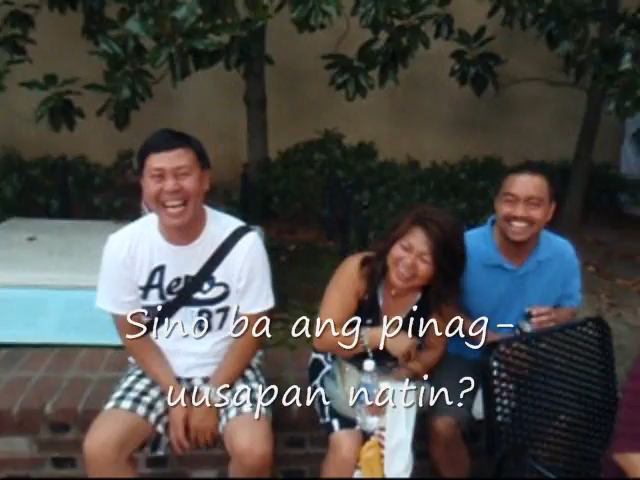 Aero
87
Sino ba ang pinag-
uusapan natin?